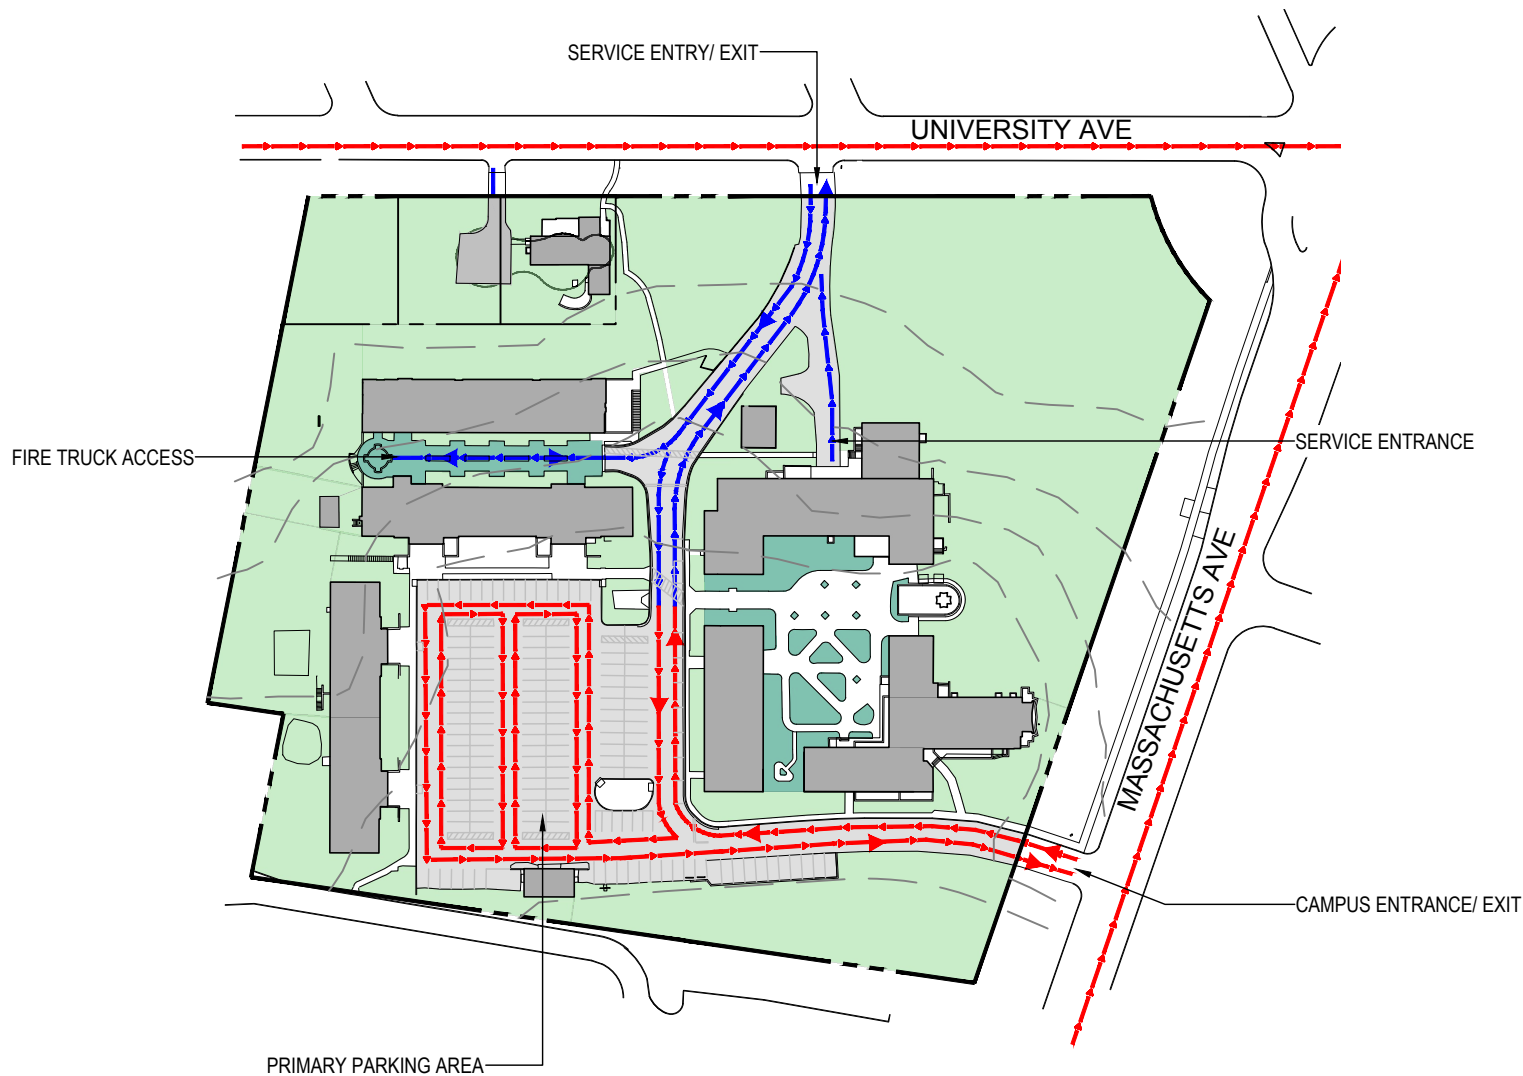 SERVICE ENTRY/ EXIT
UNIVERSITY AVE
FIRE TRUCK ACCESS
SERVICE ENTRANCE
MASSACHUSETTS AVE
CAMPUS ENTRANCE/ EXIT
PRIMARY PARKING AREA